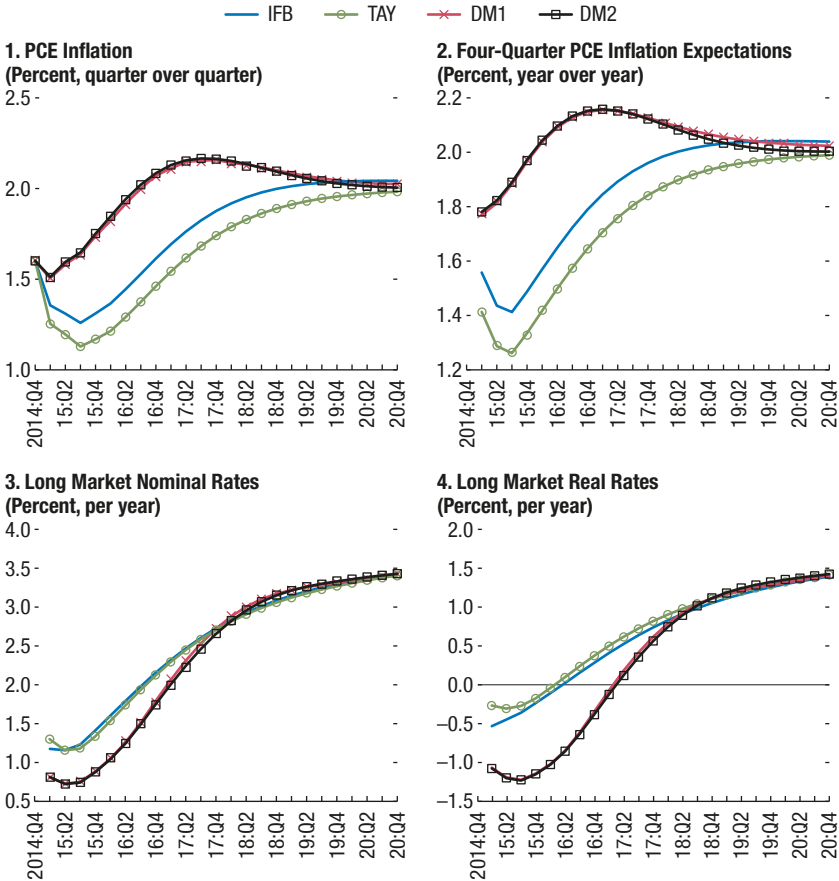 IFB TAY DM1 DM2
1. PCE Inflation
(Percent, quarter over quarter)
2.5
2.0
1.5
1.0
2014:Q4
15:Q2
15:Q4
16:Q2
16:Q4
17:Q2
17:Q4
18:Q2
18:Q4
19:Q2
19:Q4
20:Q2
20:Q4
2. Four-Quarter PCE Inflation Expectations
(Percent, year over year)
2.2
2.0
1.8
1.6
1.4
1.2
2014:Q4
15:Q2
15:Q4
16:Q2
16:Q4
17:Q2
17:Q4
18:Q2
18:Q4
19:Q2
19:Q4
20:Q2
20:Q4
3. Long Market Nominal Rates
(Percent, per year)
4.0
3.5
3.0
2.5
2.0
1.5
1.0
0.5
2014:Q4
15:Q2
15:Q4
16:Q2
16:Q4
17:Q2
17:Q4
18:Q2
18:Q4
19:Q2
19:Q4
20:Q2
20:Q4
4. Long Market Real Rates
(Percent, per year)
2.0
1.5
1.0
0.5
0.0
–0.5
–1.0
–1.5
2014:Q4
15:Q2
15:Q4
16:Q2
16:Q4
17:Q2
17:Q4
18:Q2
18:Q4
19:Q2
19:Q4
20:Q2
20:Q4